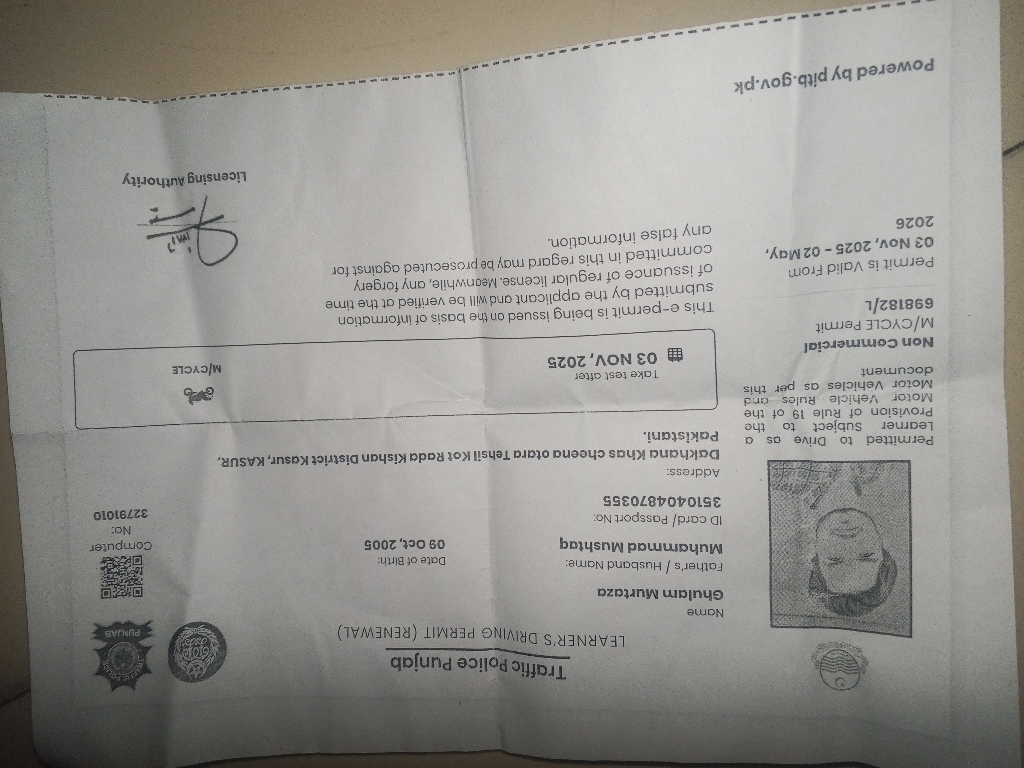 Traffic Police Punjab
LEARNER'S DRIVING PERMIT (RENEWAL)
PUNJAB
Name
Ghulam Murtaza
Father's / Husband Name:
Muhammad Mushtaq
Date of Birth:
09 Oct, 2005
ID card/ Passport No:
3510404870355
Address:
Dakhana Khas cheena otara Tehsil Kot Rada Kishan District Kasur, KASUR,
Pakistani.
Computer
No:
32791010
Permitted to Drive as a
Learner Subject to the
Provision of Rule 19 of the
Motor Vehicle Rules and
Motor Vehicles as per this
document
Non Commercial
M/CYCLE Permit
698182/L
Permit is Valid From
03 Nov, 2025 - 02 May,
2026
Take test after
03 NOV, 2025
M/CYCLE
This e-permit is being issued on the basis of information
submitted by the applicant and will be verified at the time
of issuance of regular license. Meanwhile, any forgery
committed in this regard may be prosecuted against for
any false information.
Licensing Authority
Powered by pitb.gov.pk